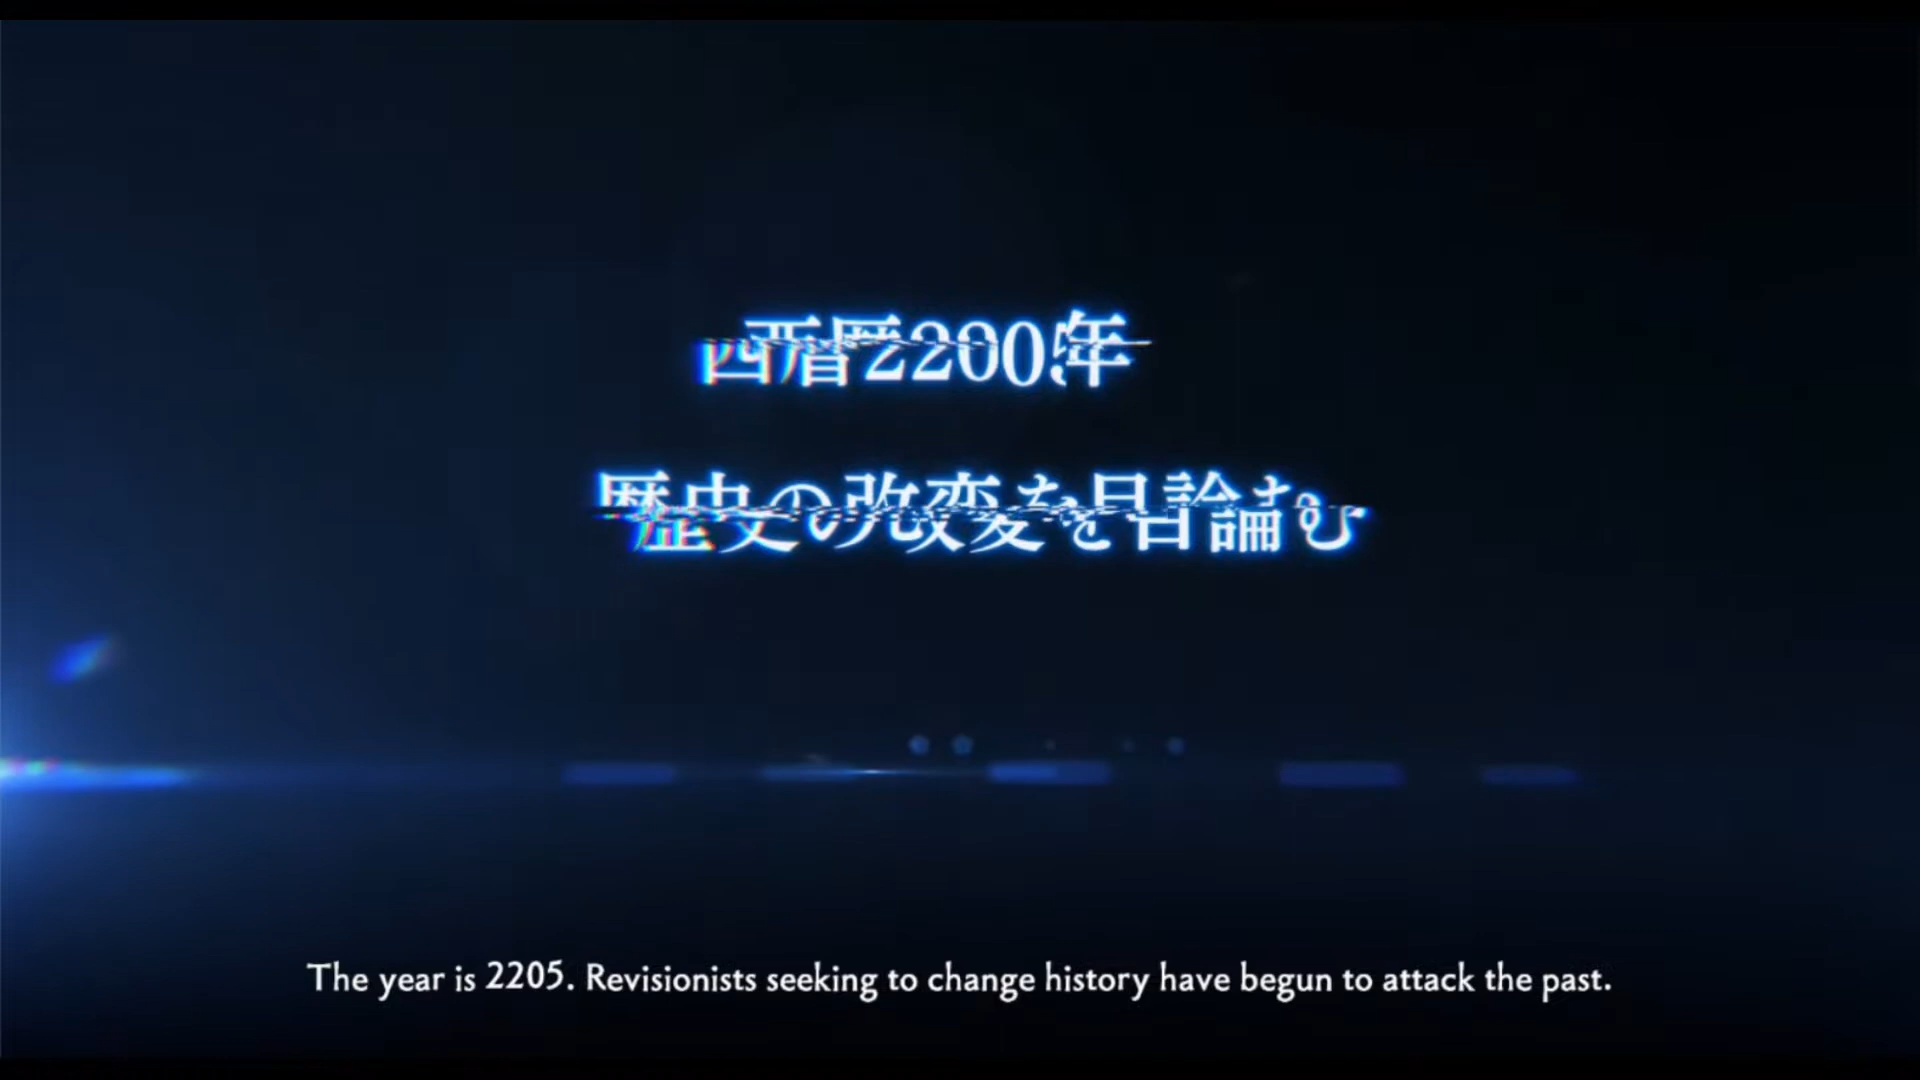 西暦2205年
歴史の改変を目論む
The year is 2205. Revisionists seeking to change history have begun to attack the past.